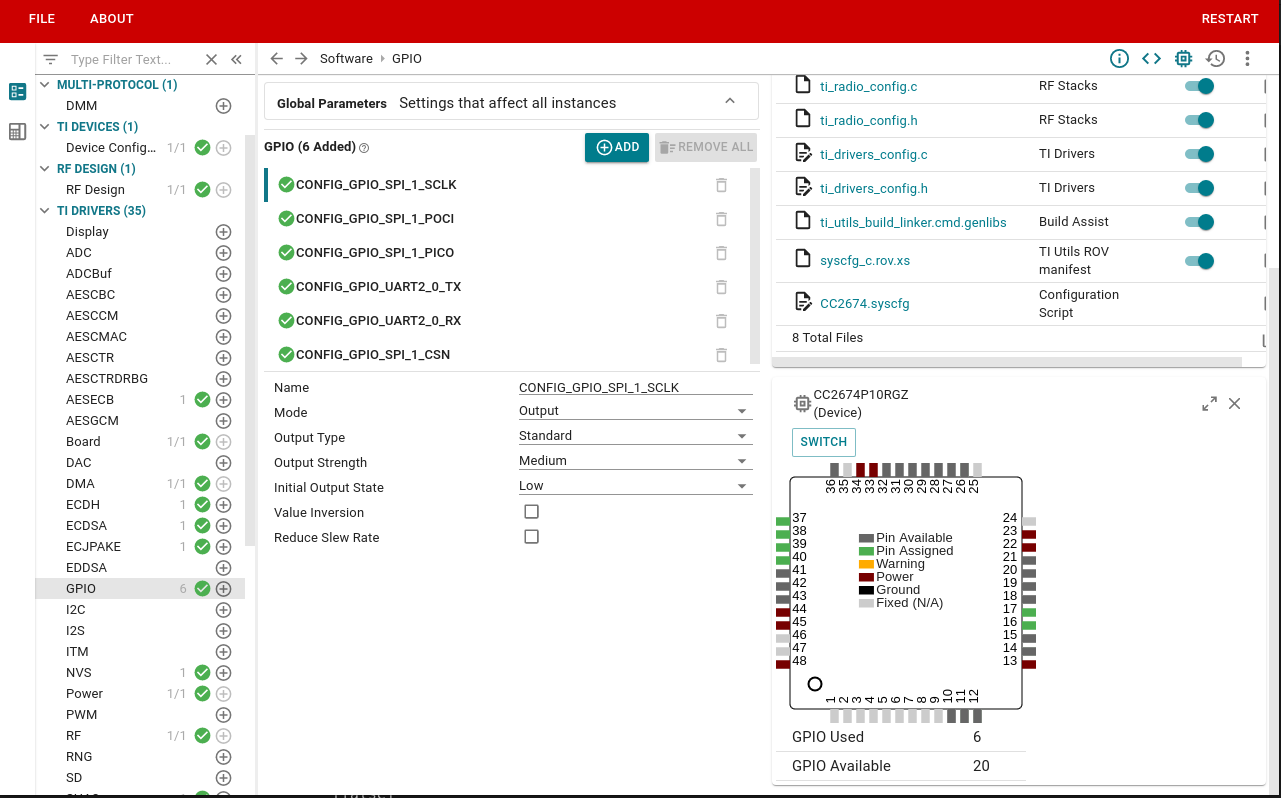 FILE
ABOUT
RESTART
Type Filter Text...
MULTI-PROTOCOL (1)
DMM
TI DEVICES (1)
Device Config... 1/1
RF DESIGN (1)
RF Design 1/1
TI DRIVERS (35)
Display
ADC
ADCBuf
AESCBC
AESCCM
AESCMAC
AESCTR
AESCTRDRBG
AESECB 1
AESGCM
Board 1/1
DAC
DMA 1/1
ECDH 1
ECDSA 1
ECJPAKE 1
EDDSA
GPIO 6
I2C
I2S
ITM
NVS 1
Power 1/1
PWM
RF 1/1
RNG
SD
Software › GPIO
Global Parameters Settings that affect all instances
GPIO (6 Added)
ADD
REMOVE ALL
CONFIG_GPIO_SPI_1_SCLK
CONFIG_GPIO_SPI_1_POCI
CONFIG_GPIO_SPI_1_PICO
CONFIG_GPIO_UART2_0_TX
CONFIG_GPIO_UART2_0_RX
CONFIG_GPIO_SPI_1_CSN
Name CONFIG_GPIO_SPI_1_SCLK
Mode Output
Output Type Standard
Output Strength Medium
Initial Output State Low
Value Inversion
Reduce Slew Rate
ti_radio_config.c RF Stacks
ti_radio_config.h RF Stacks
ti_drivers_config.c TI Drivers
ti_drivers_config.h TI Drivers
ti_utils_build_linker.cmd.genlibs Build Assist
syscfg_c.rov.xs TI Utils ROV
manifest
CC2674.syscfg Configuration
Script
8 Total Files
CC2674P10RGZ
(Device)
SWITCH
36 35 34 33 32 31 30 29 28 27 26 25
37
38
39
40
41
42
43
44
45
46
47
48
Pin Available
Pin Assigned
Warning
Power
Ground
Fixed (N/A)
24
23
22
21
20
19
18
17
16
15
14
13
1 2 3 4 5 6 7 8 9 10 11 12
GPIO Used 6
GPIO Available 20